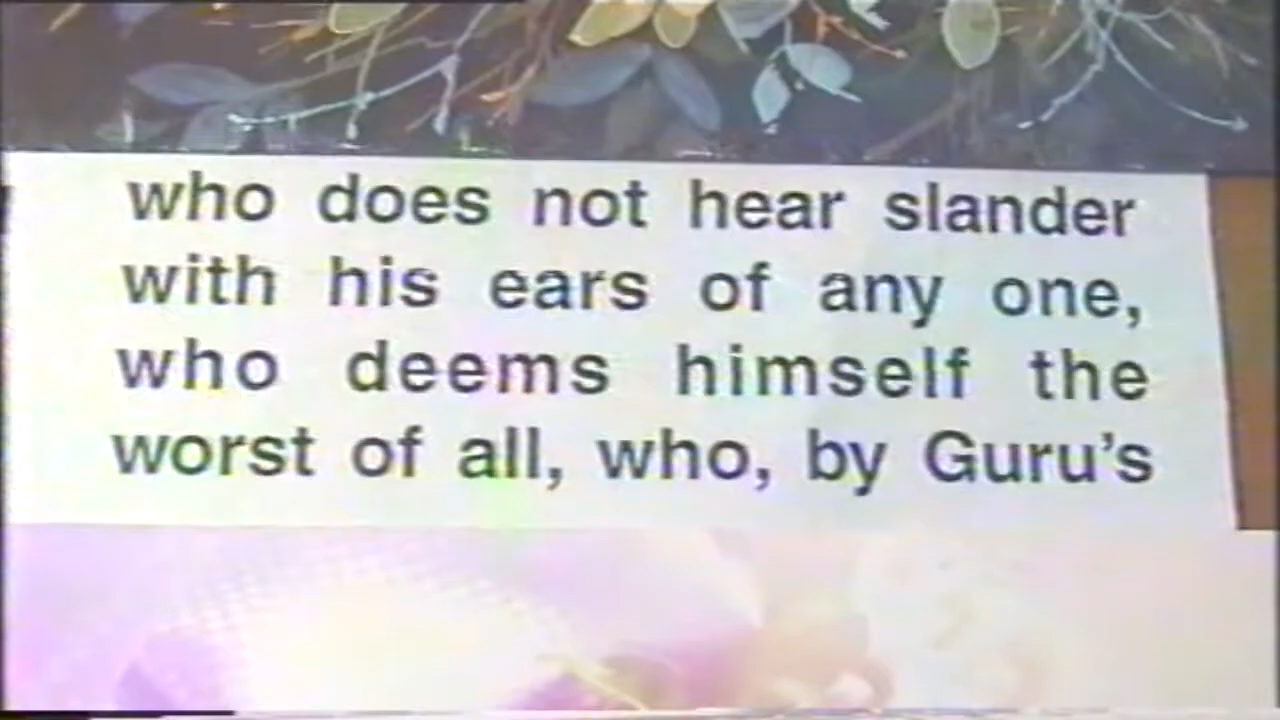 who does not hear slander
with his ears of any one,
who deems himself the
worst of all, who, by Guru's